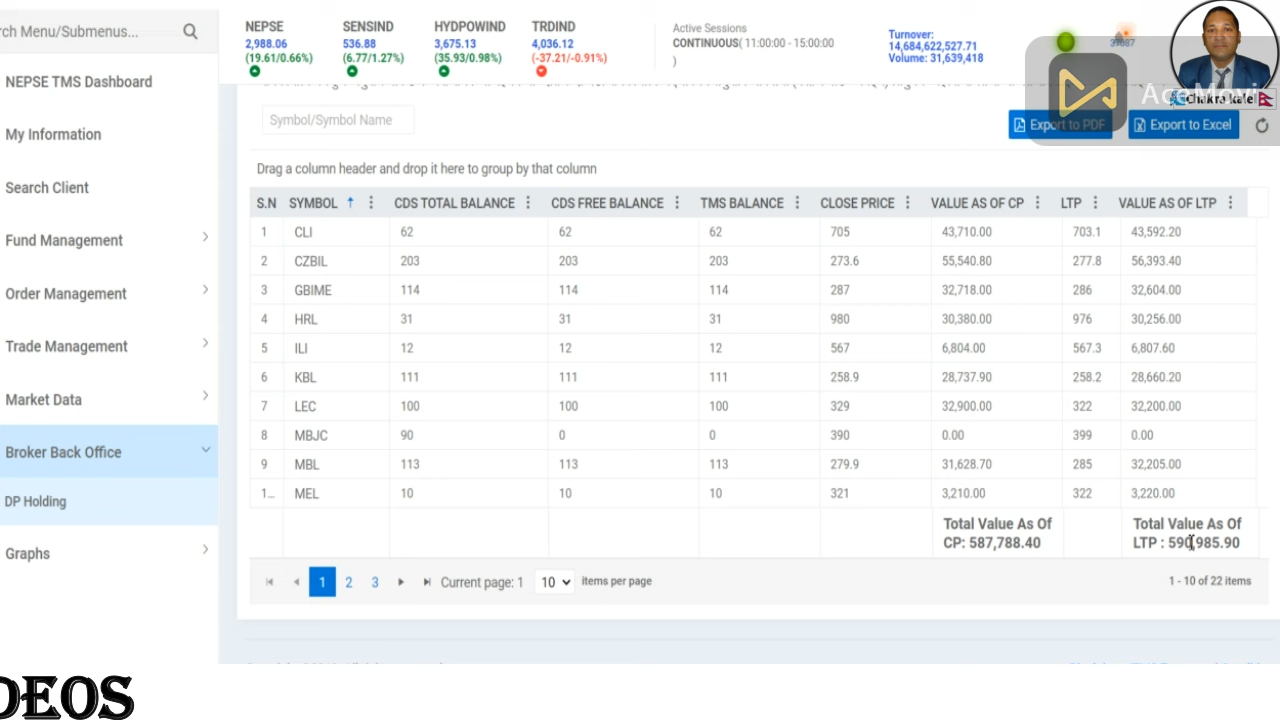 rch Menu/Submenus...
NEPSE SENSIND HYDPOWIND TRDIND
2,988.06 536.88 3,675.13 4,036.12
(19.61/0.66%) (6.77/1.27%) (35.93/0.98%) (-37.21/-0.91%)
Active Sessions
CONTINUOUS( 11:00:00 - 15:00:00
)
Turnover:
14,684,622,527.71
Volume: 31,639,418
NEPSE TMS Dashboard
My Information
Search Client
Fund Management
Order Management
Trade Management
Market Data
Broker Back Office
DP Holding
Graphs
Symbol/Symbol Name
Export to PDF Export to Excel
Drag a column header and drop it here to group by that column
S.N SYMBOL ↑ CDS TOTAL BALANCE CDS FREE BALANCE TMS BALANCE CLOSE PRICE VALUE AS OF CP LTP VALUE AS OF LTP
1 CLI 62 62 62 705 43,710.00 703.1 43,592.20
2 CZBIL 203 203 203 273.6 55,540.80 277.8 56,393.40
3 GBIME 114 114 114 287 32,718.00 286 32,604.00
4 HRL 31 31 31 980 30,380.00 976 30,256.00
5 ILI 12 12 12 567 6,804.00 567.3 6,807.60
6 KBL 111 111 111 258.9 28,737.90 258.2 28,660.20
7 LEC 100 100 100 329 32,900.00 322 32,200.00
8 MBJC 90 0 0 390 0.00 399 0.00
9 MBL 113 113 113 279.9 31,628.70 285 32,205.00
1... MEL 10 10 10 321 3,210.00 322 3,220.00
Total Value As Of CP: 587,788.40
Total Value As Of LTP : 590,985.90
1 2 3 Current page: 1 10 items per page 1 - 10 of 22 items
DEOS